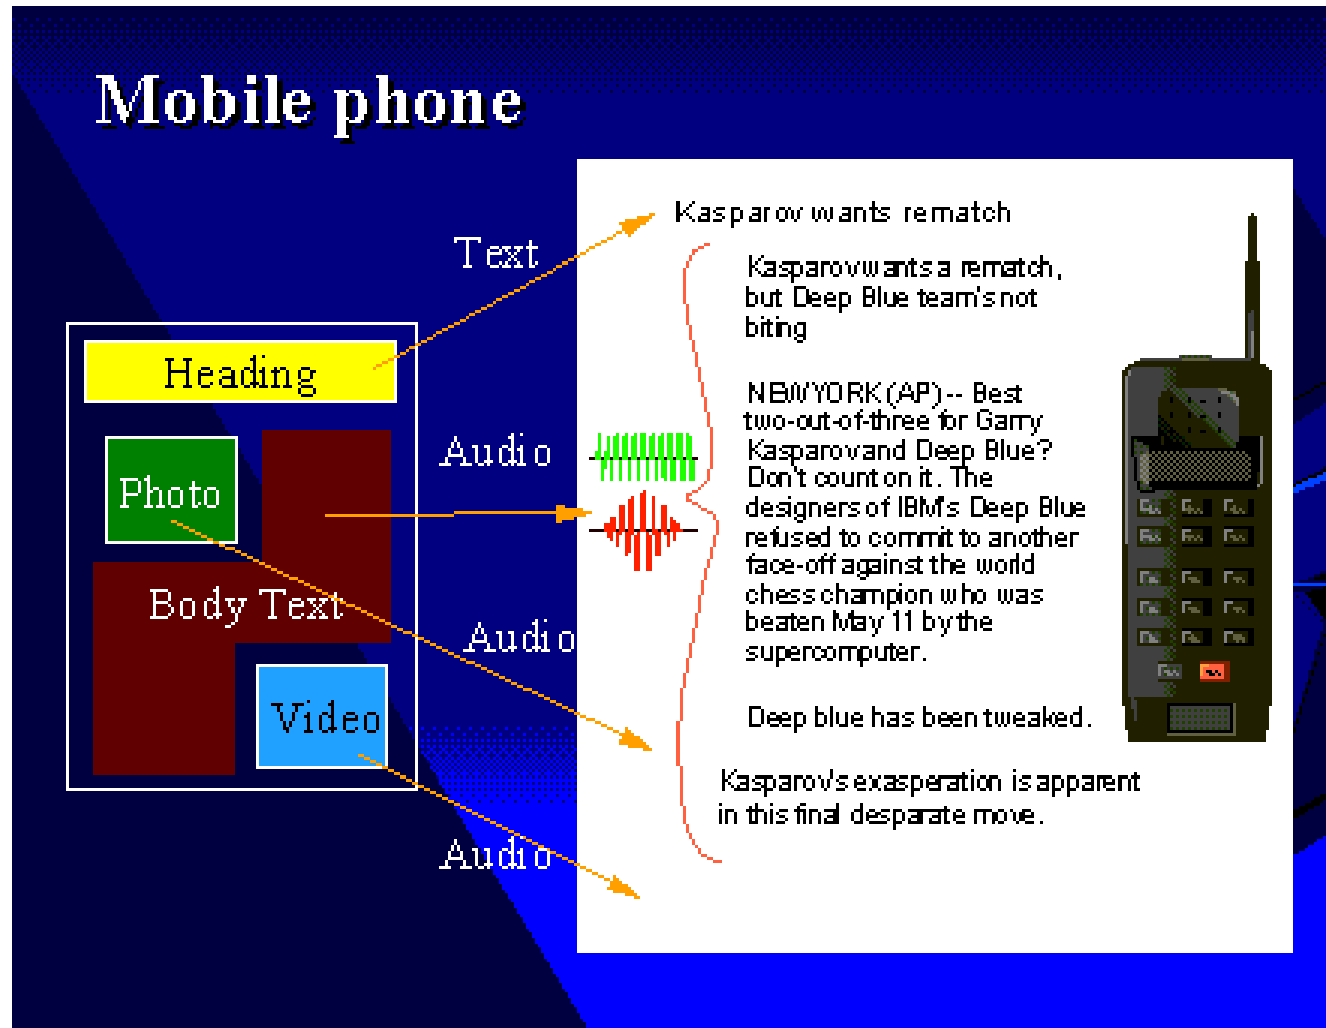 Mobile phone
Text
Heading
Photo
Body Text
Video
Audio
Audio
Audio
Kasparov wants rematch
Kasparov wants a rematch,
but Deep Blue team's not
biting
NEW YORK (AP) -- Best
two-out-of-three for Garry
Kasparov and Deep Blue?
Don't count on it. The
designers of IBM's Deep Blue
refused to commit to another
face-off against the world
chess champion who was
beaten May 11 by the
supercomputer.
Deep blue has been tweaked.
Kasparov's exasperation is apparent
in this final desparate move.